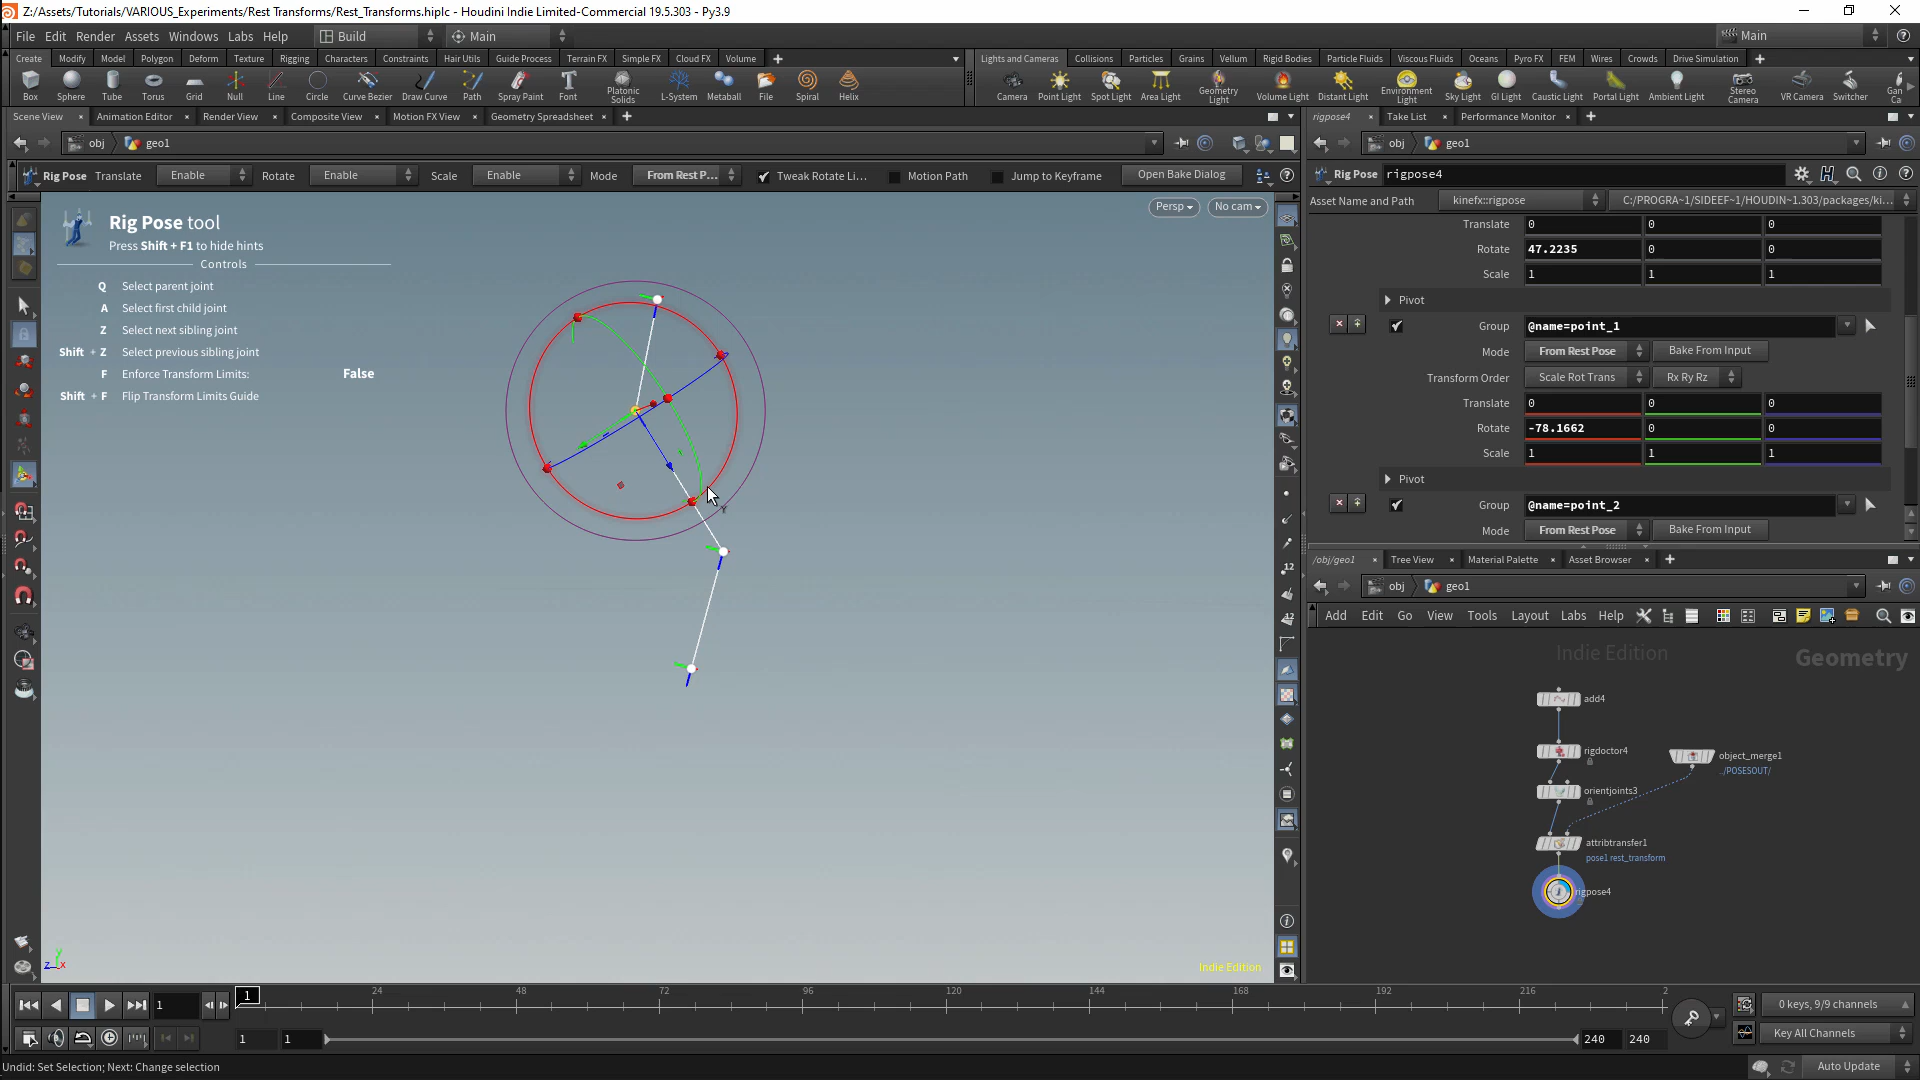 Z:/Assets/Tutorials/VARIOUS_Experiments/Rest Transforms/Rest_Transforms.hiplc - Houdini Indie Limited-Commercial 19.5.303 - Py3.9
File Edit Render Assets Windows Labs Help Build Main Main
Create Modify Model Polygon Deform Texture Rigging Characters Constraints Hair Utils Guide Process Terrain FX Simple FX Cloud FX Volume
Lights and Cameras Collisions Particles Grains Vellum Rigid Bodies Particle Fluids Viscous Fluids Oceans Pyro FX FEM Wires Crowds Drive Simulation
Box Sphere Tube Torus Grid Null Line Circle Curve Bezier Draw Curve Path Spray Paint Font Platonic Solids L-System Metaball File Spiral Helix
Camera Point Light Spot Light Area Light Geometry Light Volume Light Distant Light Environment Light Sky Light GI Light Caustic Light Portal Light Ambient Light Stereo Camera VR Camera Switcher Gan Ca
Scene View Animation Editor Render View Composite View Motion FX View Geometry Spreadsheet
rigpose4 Take List Performance Monitor
obj geo1
obj geo1
Rig Pose Translate Enable Rotate Enable Scale Enable Mode From Rest P... Tweak Rotate Li... Motion Path Jump to Keyframe Open Bake Dialog
Rig Pose rigpose4
Asset Name and Path kinefx::rigpose C:/PROGRA~1/SIDEEF~1/HOUDIN~1.303/packages/ki...
Persp No cam
Rig Pose tool
Press Shift + F1 to hide hints
Controls
Q Select parent joint
A Select first child joint
Z Select next sibling joint
Shift + Z Select previous sibling joint
F Enforce Transform Limits: False
Shift + F Flip Transform Limits Guide
Translate 0 0 0
Rotate 47.2235 0 0
Scale 1 1 1
Pivot
Group @name=point_1
Mode From Rest Pose Bake From Input
Transform Order Scale Rot Trans Rx Ry Rz
Translate 0 0 0
Rotate -78.1662 0 0
Scale 1 1 1
Pivot
Group @name=point_2
Mode From Rest Pose Bake From Input
/obj/geo1 Tree View Material Palette Asset Browser
obj geo1
Add Edit Go View Tools Layout Labs Help
Indie Edition Geometry
add4
rigdoctor4
object_merge1
../POSESOUT/
orientjoints3
attribtransfer1
pose1 rest_transform
rigpose4
y
z x
Indie Edition
1 1 24 48 72 96 120 144 168 192 216 2
0 keys, 9/9 channels
1 1 240 240
Key All Channels
Undid: Set Selection; Next: Change selection
Auto Update